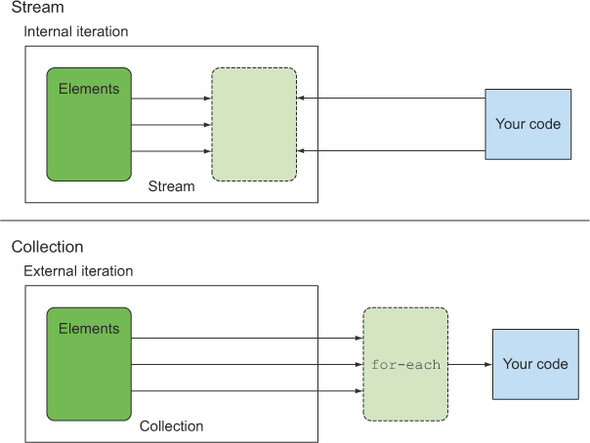 Stream
Internal iteration
Elements
Your code
Stream
Collection
External iteration
Elements
for-each
Your code
Collection